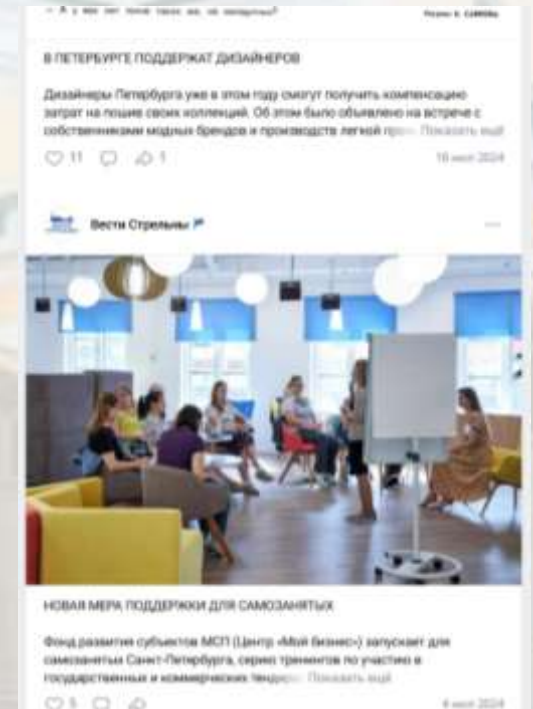 — А у вас нет
В ПЕТЕРБУРГЕ ПОДДЕРЖАТ ДИЗАЙНЕРОВ
Дизайнеры Петербурга уже в этом году смогут получить компенсацию
затрат на пошив своих коллекций. Об этом было объявлено на встрече с
собственниками модных брендов и производств легкой Показать ещё
11 1
Вести Стрельны
НОВАЯ МЕРА ПОДДЕРЖКИ ДЛЯ САМОЗАНЯТЫХ
Фонд развития субъектов МСП (Центр «Мой бизнес») запускает для
самозанятых Санкт-Петербурга, серию тренингов по участию в
государственных и коммерческих Показать ещё
5